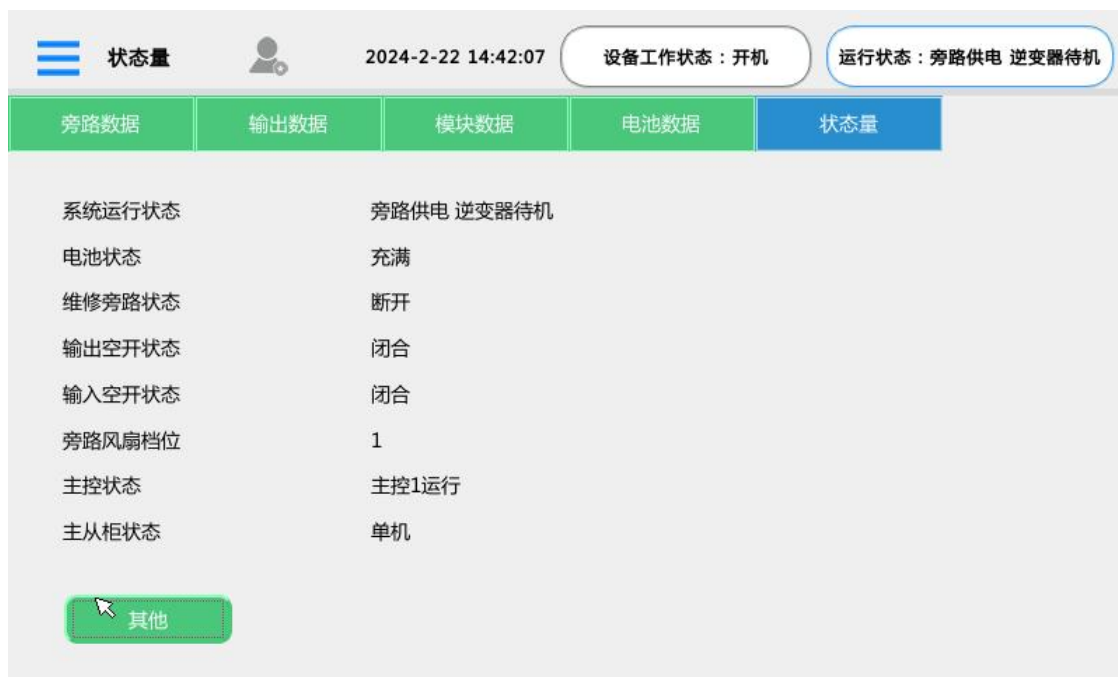 状态量 2024-2-22 14:42:07 设备工作状态：开机 运行状态：旁路供电 逆变器待机
旁路数据 输出数据 模块数据 电池数据 状态量
系统运行状态 旁路供电 逆变器待机
电池状态 充满
维修旁路状态 断开
输出空开状态 闭合
输入空开状态 闭合
旁路风扇档位 1
主控状态 主控1运行
主从柜状态 单机
其他